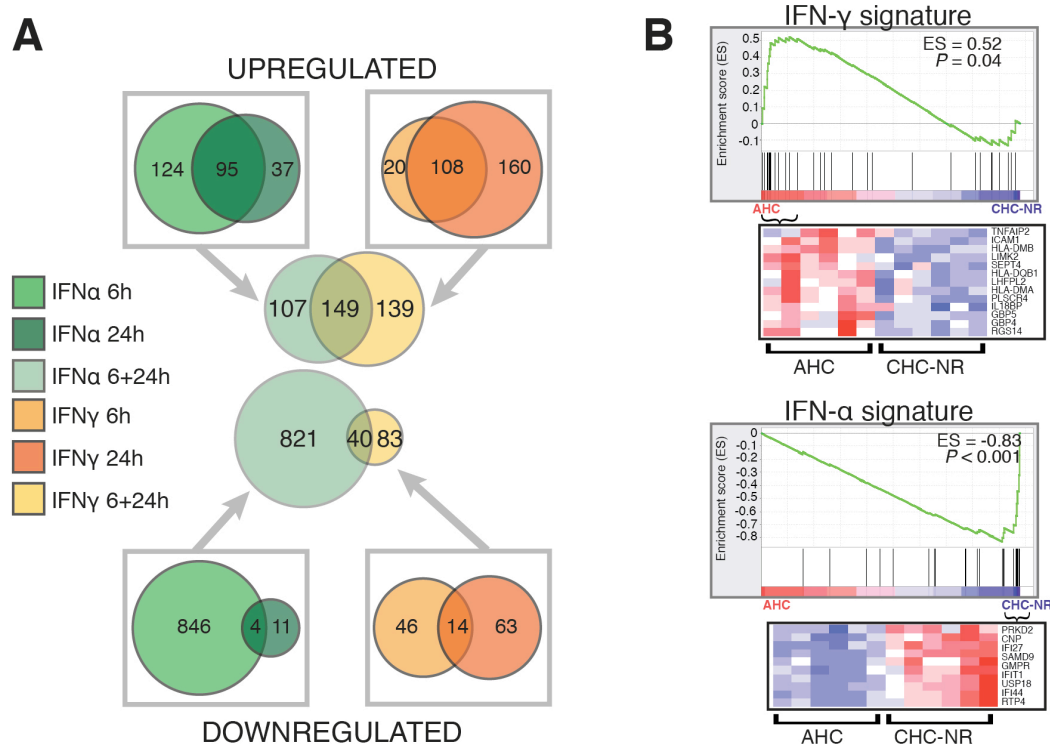 A
UPREGULATED
124 95 37
20 108 160
107 149 139
821 40 83
IFNα 6h
IFNα 24h
IFNα 6+24h
IFNγ 6h
IFNγ 24h
IFNγ 6+24h
846 4 11
46 14 63
DOWNREGULATED
B
IFN-γ signature
Enrichment score (ES)
0.5
0.4
0.3
0.2
0.1
0
-0.1
ES = 0.52
P = 0.04
AHC CHC-NR
TNFAIP2
ICAM1
HLA-DMB
LIMK2
SEPT4
HLA-DQB1
LHFPL2
HLA-DMA
PLSCR4
IL18BP
GBP5
GBP4
RGS14
AHC CHC-NR
IFN-α signature
Enrichment score (ES)
0
-0.1
-0.2
-0.3
-0.4
-0.5
-0.6
-0.7
-0.8
ES = -0.83
P < 0.001
AHC CHC-NR
PRKD2
CNP
IFI27
SAMD9
GMPR
IFIT1
USP18
IFI44
RTP4
AHC CHC-NR